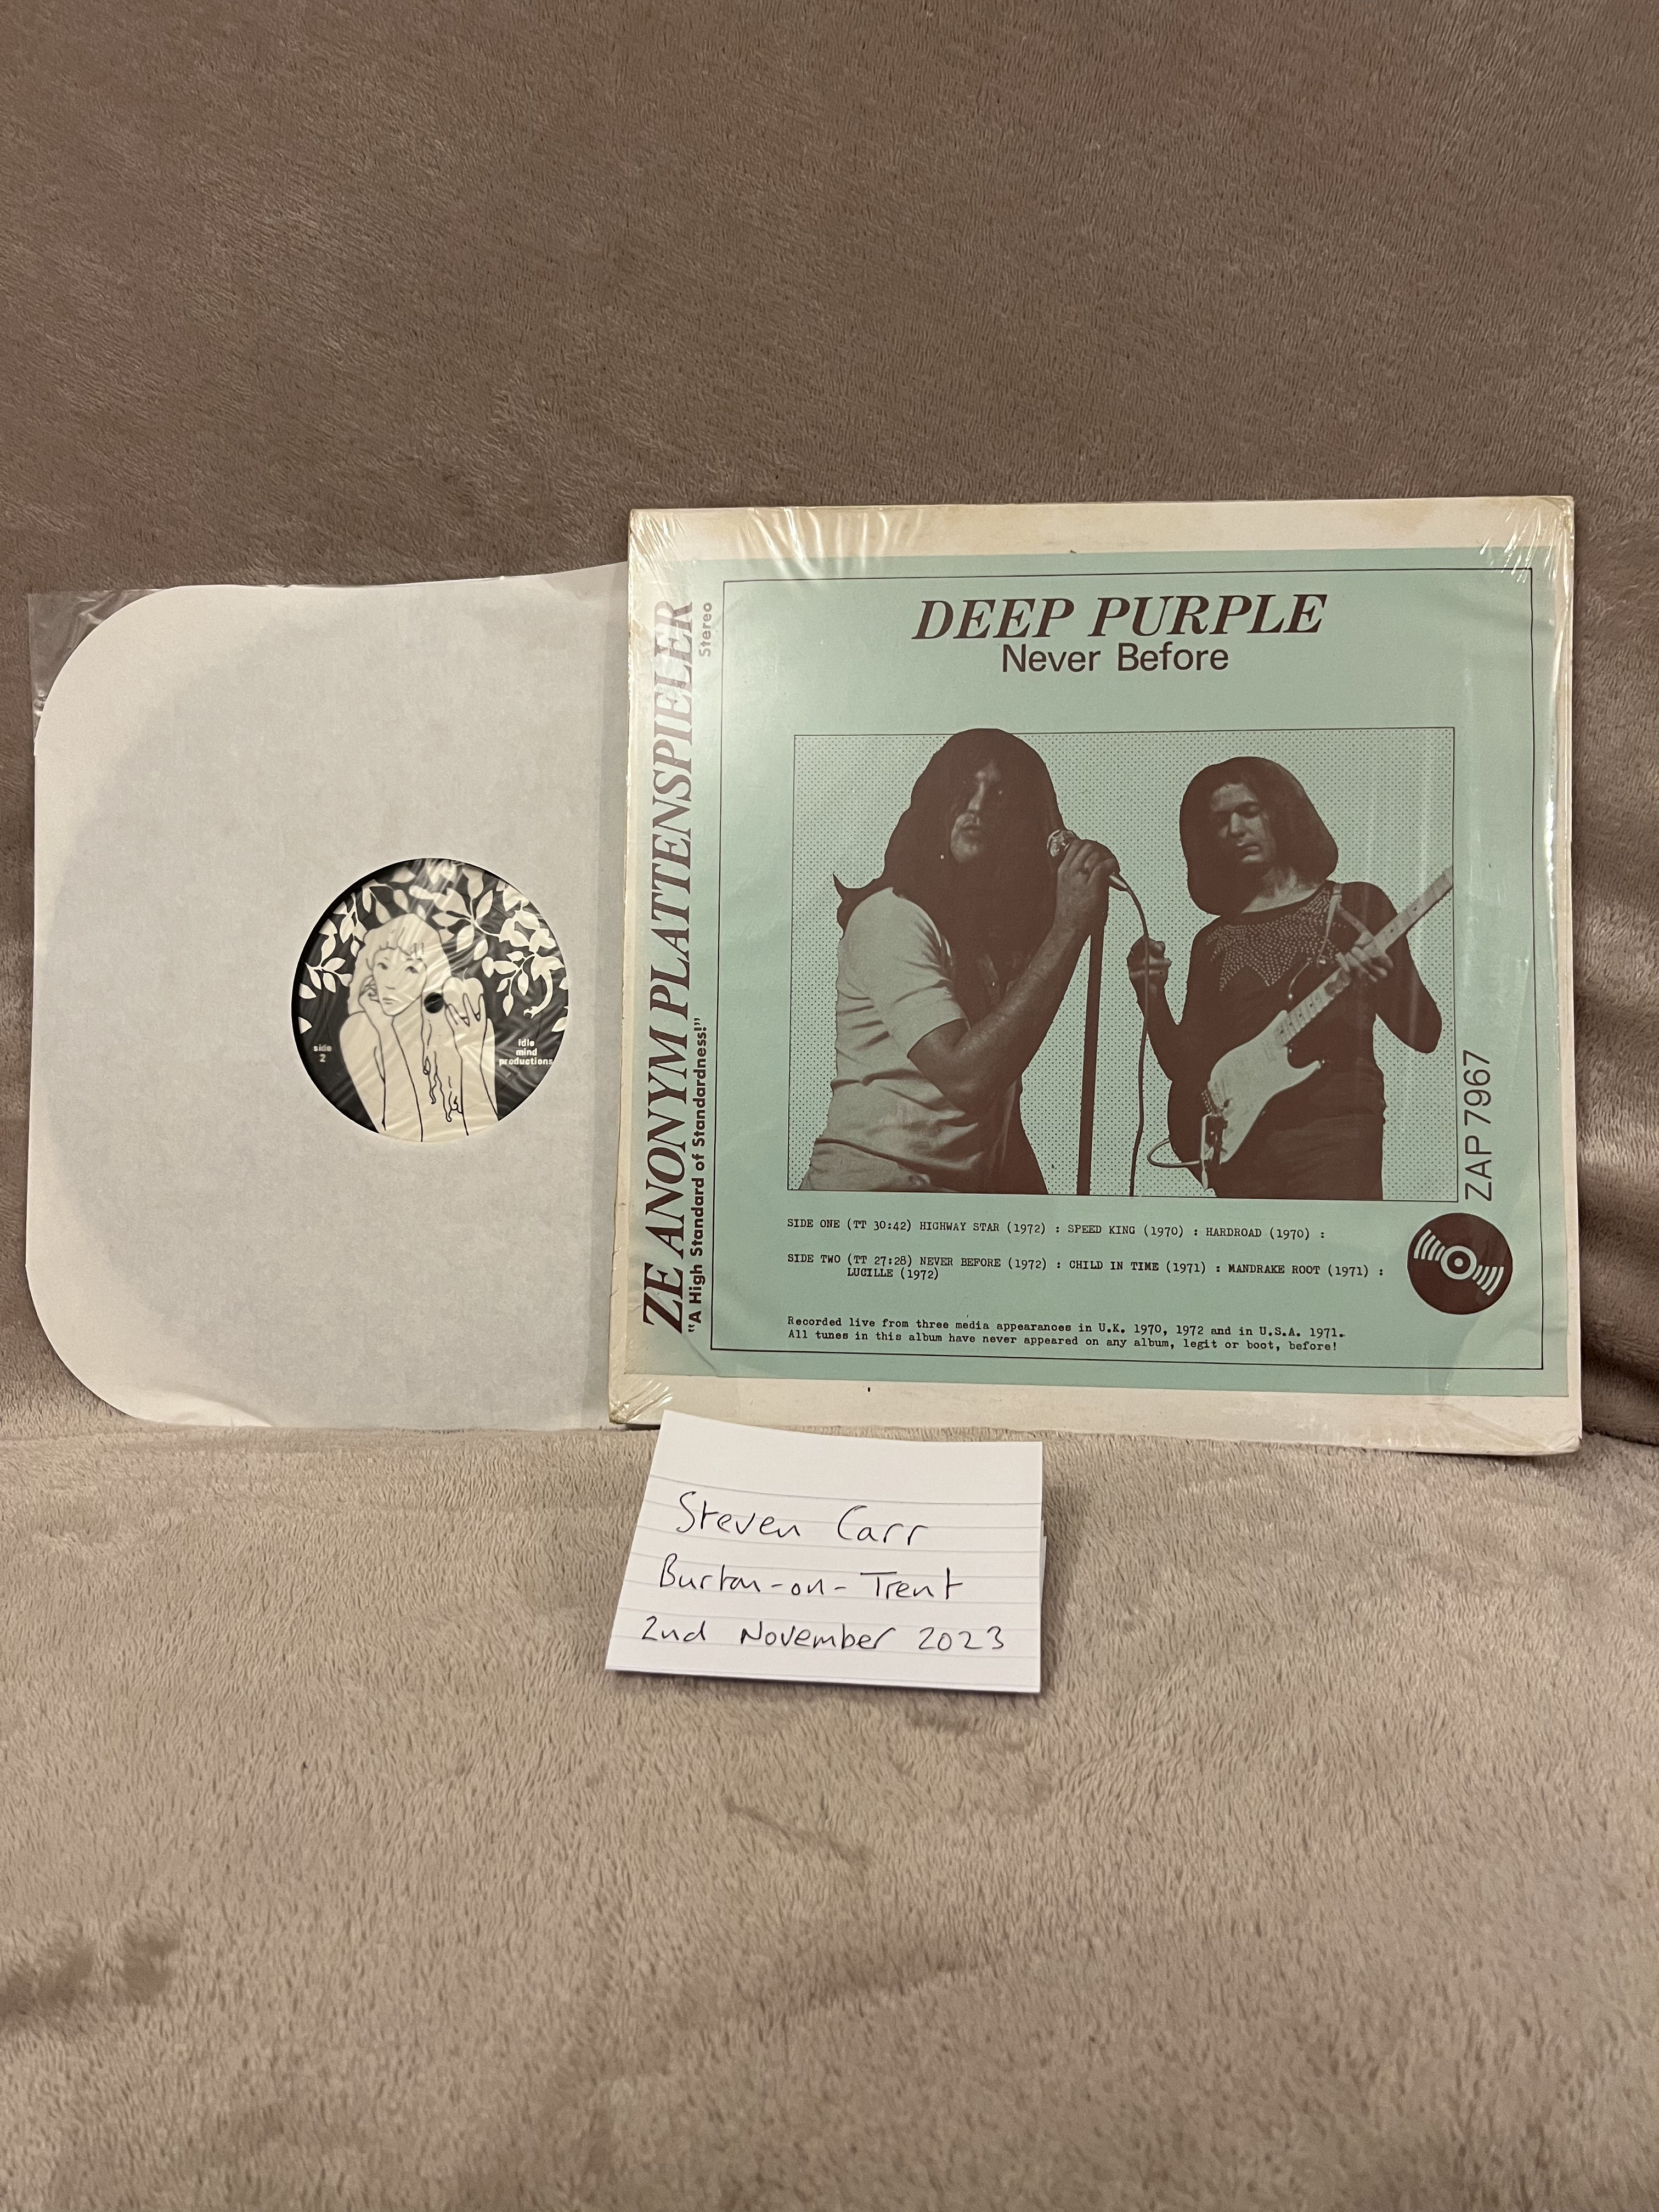 side
2
idle
mind
productions
ZE ANONYM PLATTENSPIELER
Stereo
"A High Standard of Standardness!"
DEEP PURPLE
Never Before
ZAP 7967
SIDE ONE (TT 30:42) HIGHWAY STAR (1972) : SPEED KING (1970) : HARDROAD (1970) :
SIDE TWO (TT 27:28) NEVER BEFORE (1972) : CHILD IN TIME (1971) : MANDRAKE ROOT (1971) :
LUCILLE (1972)
Recorded live from three media appearances in U.K. 1970, 1972 and in U.S.A. 1971.
All tunes in this album have never appeared on any album, legit or boot, before!
Steven Carr
Burton-on-Trent
2nd November 2023